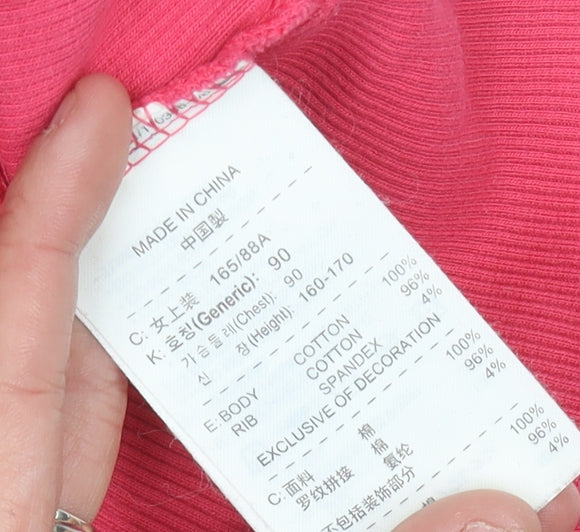 MADE IN CHINA
中国製
C: 女上装 165/88A
K: 호칭(Generic): 90
가슴둘레(Chest): 90
신 장(Height): 160-170
E: BODY COTTON 100%
RIB COTTON 96%
SPANDEX 4%
EXCLUSIVE OF DECORATION
C: 面料 棉 100%
罗纹拼接 棉 96%
氨纶 4%
不包括装饰部分
棉 100%
96%
4%